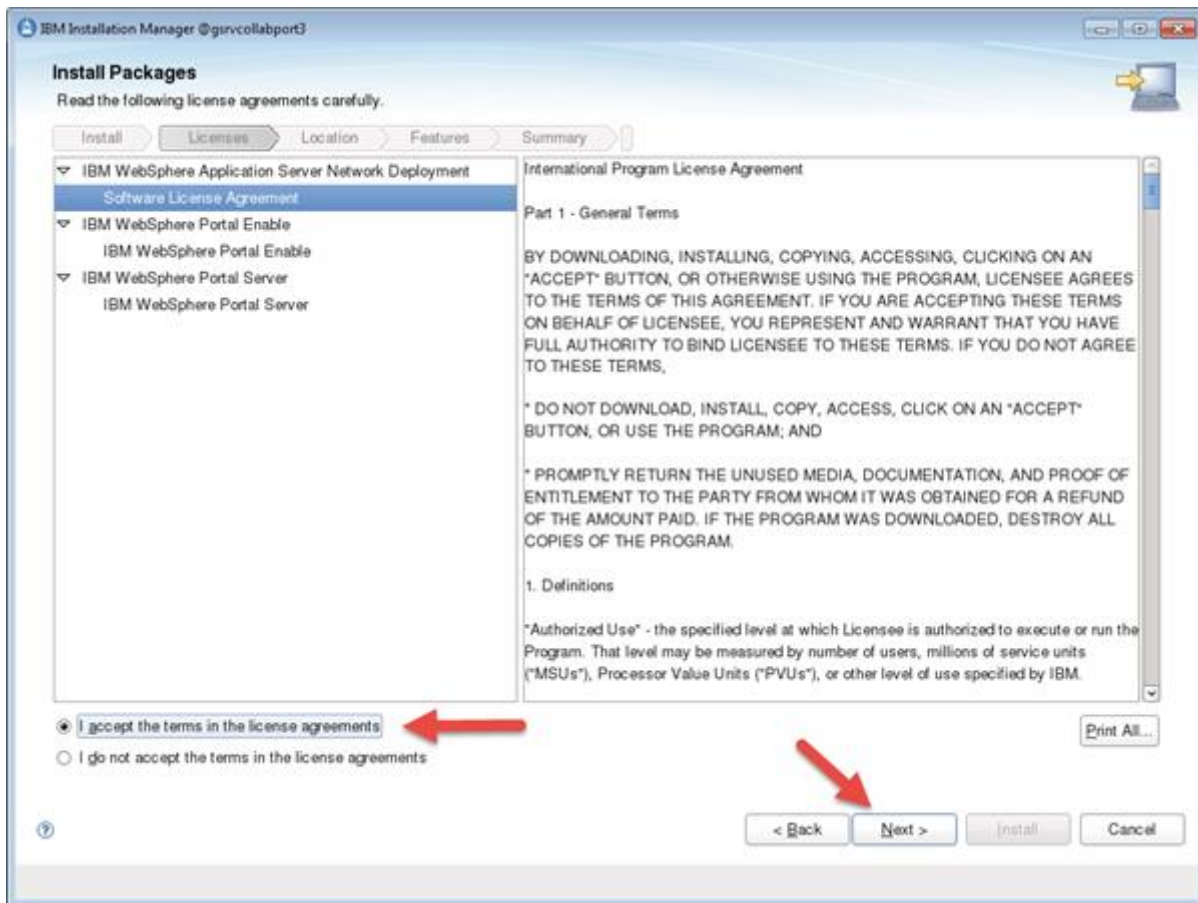 IBM Installation Manager @gsrvcollabport3
Install Packages
Read the following license agreements carefully.
Install
Licenses
Location
Features
Summary
IBM WebSphere Application Server Network Deployment
Software License Agreement
IBM WebSphere Portal Enable
IBM WebSphere Portal Enable
IBM WebSphere Portal Server
IBM WebSphere Portal Server
International Program License Agreement
Part 1 - General Terms
BY DOWNLOADING, INSTALLING, COPYING, ACCESSING, CLICKING ON AN
"ACCEPT" BUTTON, OR OTHERWISE USING THE PROGRAM, LICENSEE AGREES
TO THE TERMS OF THIS AGREEMENT. IF YOU ARE ACCEPTING THESE TERMS
ON BEHALF OF LICENSEE, YOU REPRESENT AND WARRANT THAT YOU HAVE
FULL AUTHORITY TO BIND LICENSEE TO THESE TERMS. IF YOU DO NOT AGREE
TO THESE TERMS,
* DO NOT DOWNLOAD, INSTALL, COPY, ACCESS, CLICK ON AN "ACCEPT"
BUTTON, OR USE THE PROGRAM; AND
* PROMPTLY RETURN THE UNUSED MEDIA, DOCUMENTATION, AND PROOF OF
ENTITLEMENT TO THE PARTY FROM WHOM IT WAS OBTAINED FOR A REFUND
OF THE AMOUNT PAID. IF THE PROGRAM WAS DOWNLOADED, DESTROY ALL
COPIES OF THE PROGRAM.
1. Definitions
"Authorized Use" - the specified level at which Licensee is authorized to execute or run the
Program. That level may be measured by number of users, millions of service units
("MSUs"), Processor Value Units ("PVUs"), or other level of use specified by IBM.
I accept the terms in the license agreements
I do not accept the terms in the license agreements
Print All...
< Back
Next >
Install
Cancel